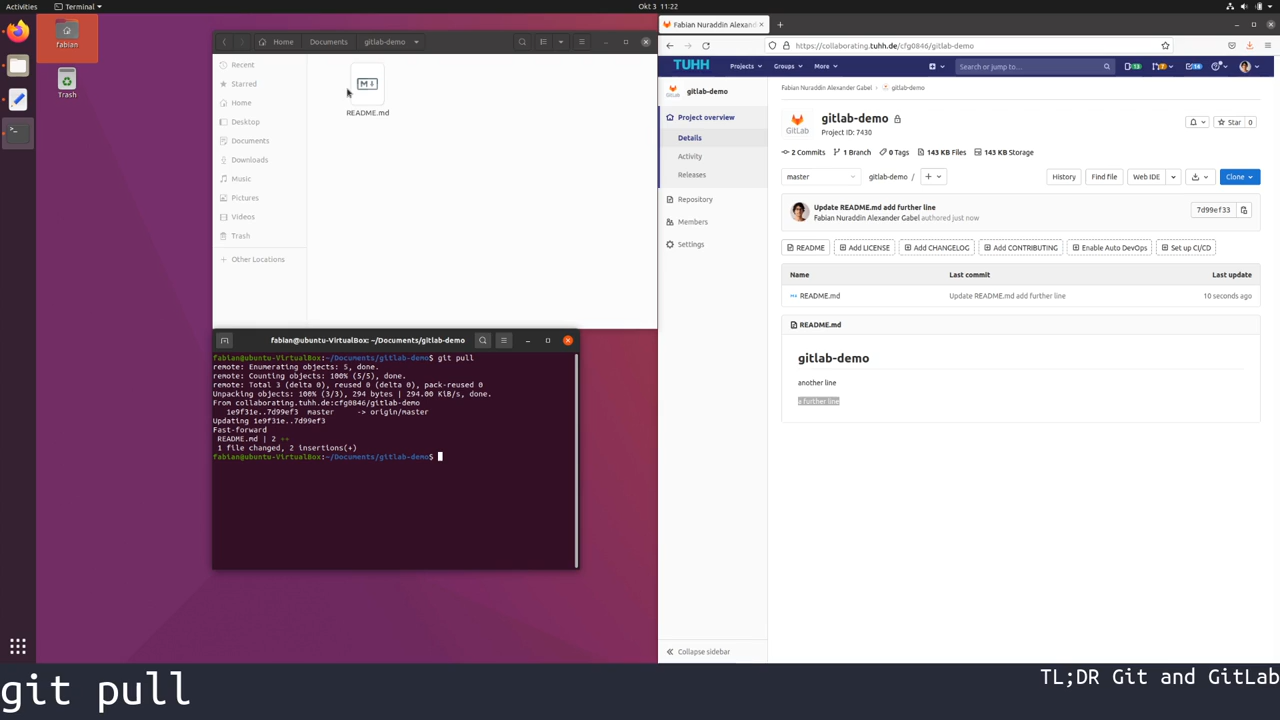 Activities
Terminal
Okt 3 11:22
fabian
Trash
Home
Documents
gitlab-demo
Recent
Starred
Home
Desktop
Documents
Downloads
Music
Pictures
Videos
Trash
Other Locations
README.md
fabian@ubuntu-VirtualBox: ~/Documents/gitlab-demo
fabian@ubuntu-VirtualBox:~/Documents/gitlab-demo$ git pull
remote: Enumerating objects: 5, done.
remote: Counting objects: 100% (5/5), done.
remote: Total 3 (delta 0), reused 0 (delta 0), pack-reused 0
Unpacking objects: 100% (3/3), 294 bytes | 294.00 KiB/s, done.
From collaborating.tuhh.de:cfg0846/gitlab-demo
1e9f31e..7d99ef3 master -> origin/master
Updating 1e9f31e..7d99ef3
Fast-forward
README.md | 2 ++
1 file changed, 2 insertions(+)
fabian@ubuntu-VirtualBox:~/Documents/gitlab-demo$
Fabian Nuraddin Alexand
https://collaborating.tuhh.de/cfg0846/gitlab-demo
TUHH
Projects
Groups
More
Search or jump to...
13
7
14
gitlab-demo
Project overview
Details
Activity
Releases
Repository
Members
Settings
Collapse sidebar
Fabian Nuraddin Alexander Gabel
gitlab-demo
GitLab
gitlab-demo
Project ID: 7430
Star 0
2 Commits
1 Branch
0 Tags
143 KB Files
143 KB Storage
master
gitlab-demo / +
History
Find file
Web IDE
Clone
Update README.md add further line
Fabian Nuraddin Alexander Gabel authored just now
7d99ef33
README
Add LICENSE
Add CHANGELOG
Add CONTRIBUTING
Enable Auto DevOps
Set up CI/CD
Name Last commit Last update
README.md Update README.md add further line 10 seconds ago
README.md
gitlab-demo
another line
a further line
git pull
TL;DR Git and GitLab